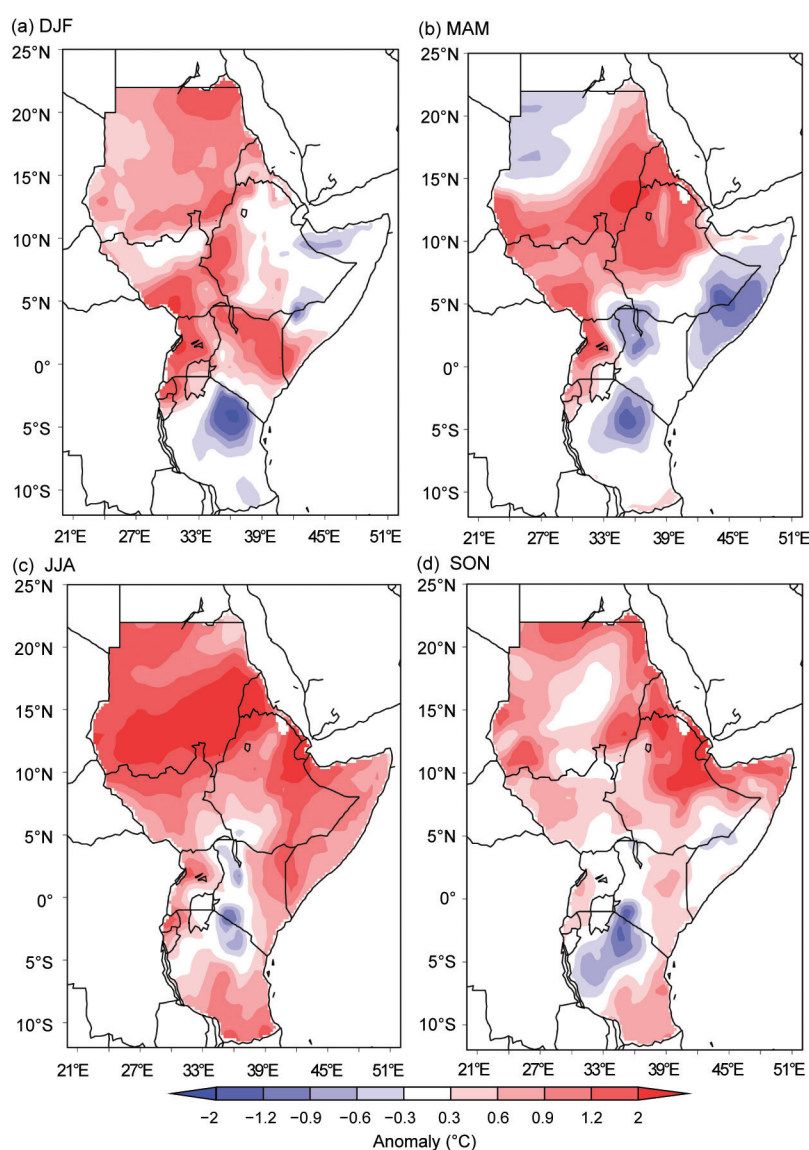 (a) DJF
(b) MAM
25°N
20°N
15°N
10°N
5°N
0°
5°S
10°S
21°E 27°E 33°E 39°E 45°E 51°E
25°N
20°N
15°N
10°N
5°N
0°
5°S
10°S
21°E 27°E 33°E 39°E 45°E 51°E
(c) JJA
(d) SON
25°N
20°N
15°N
10°N
5°N
0°
5°S
10°S
21°E 27°E 33°E 39°E 45°E 51°E
25°N
20°N
15°N
10°N
5°N
0°
5°S
10°S
21°E 27°E 33°E 39°E 45°E 51°E
−2 −1.2 −0.9 −0.6 −0.3 0.3 0.6 0.9 1.2 2
Anomaly (°C)